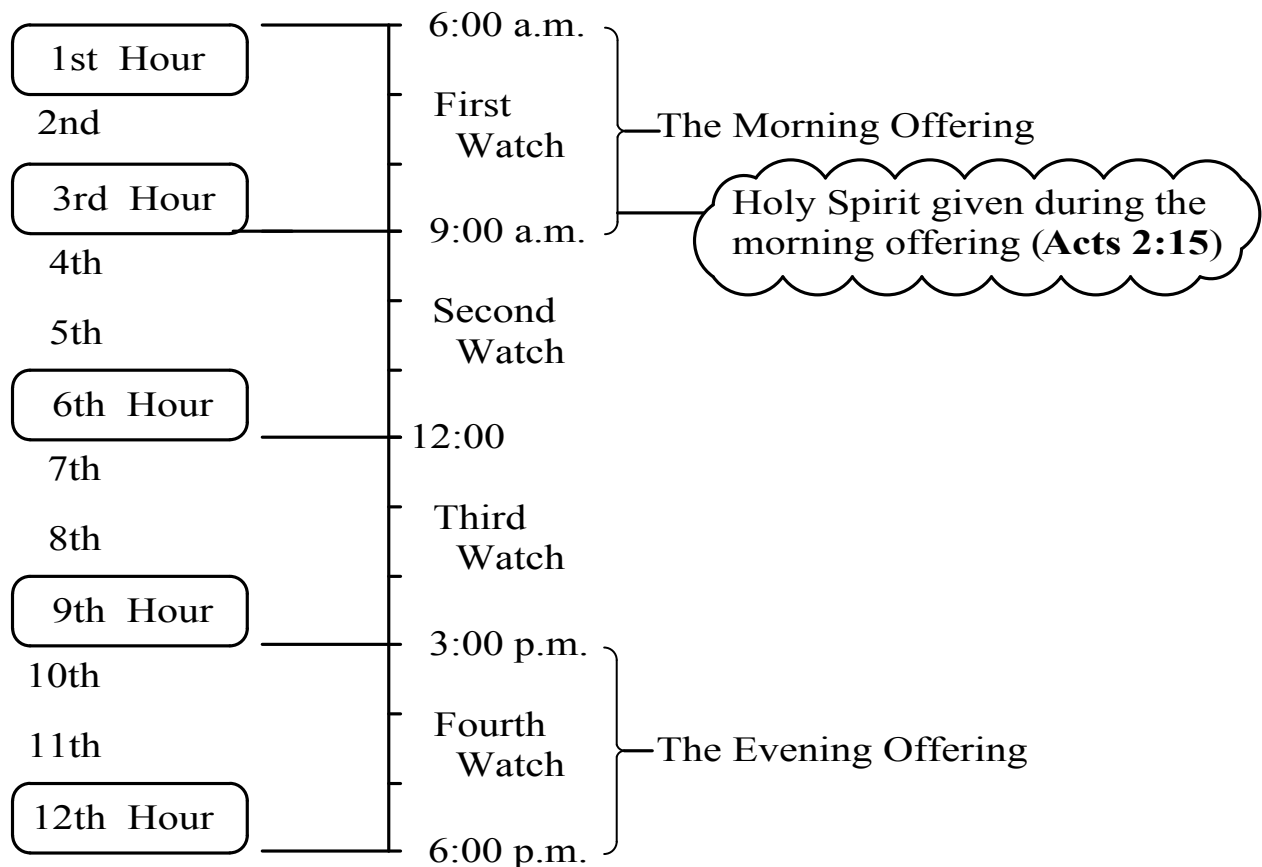 6:00 a.m.
1st Hour
First
Watch
2nd
The Morning Offering
3rd Hour
Holy Spirit given during the
morning offering (Acts 2:15)
9:00 a.m.
4th
Second
Watch
5th
6th Hour
12:00
7th
Third
Watch
8th
9th Hour
3:00 p.m.
10th
Fourth
Watch
11th
The Evening Offering
12th Hour
6:00 p.m.